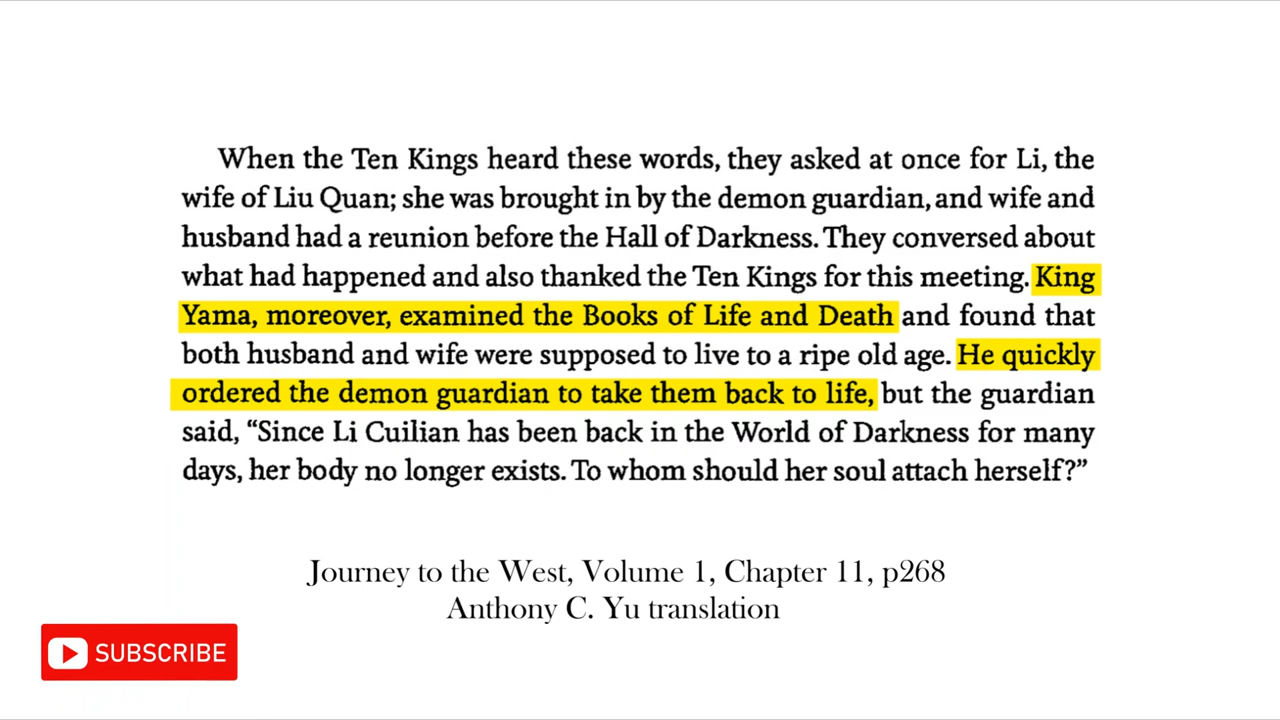 When the Ten Kings heard these words, they asked at once for Li, the
wife of Liu Quan; she was brought in by the demon guardian, and wife and
husband had a reunion before the Hall of Darkness. They conversed about
what had happened and also thanked the Ten Kings for this meeting. King
Yama, moreover, examined the Books of Life and Death and found that
both husband and wife were supposed to live to a ripe old age. He quickly
ordered the demon guardian to take them back to life, but the guardian
said, “Since Li Cuilian has been back in the World of Darkness for many
days, her body no longer exists. To whom should her soul attach herself?”
Journey to the West, Volume 1, Chapter 11, p268
Anthony C. Yu translation
SUBSCRIBE